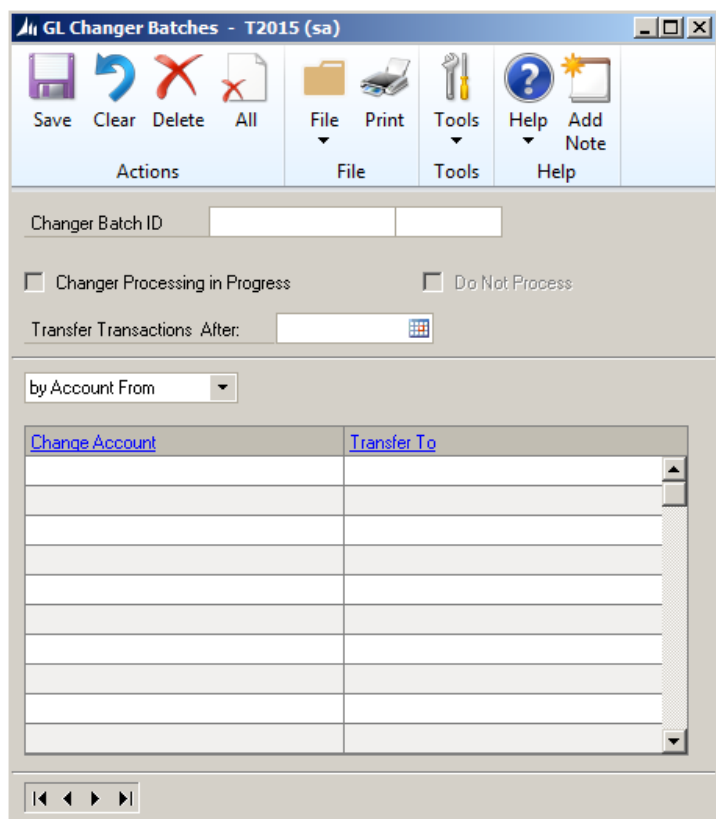 GL Changer Batches - T2015 (sa)
Save Clear Delete All File Print Tools Help Add Note
Actions File Tools Help
Changer Batch ID
Changer Processing in Progress Do Not Process
Transfer Transactions After:
by Account From
Change Account Transfer To